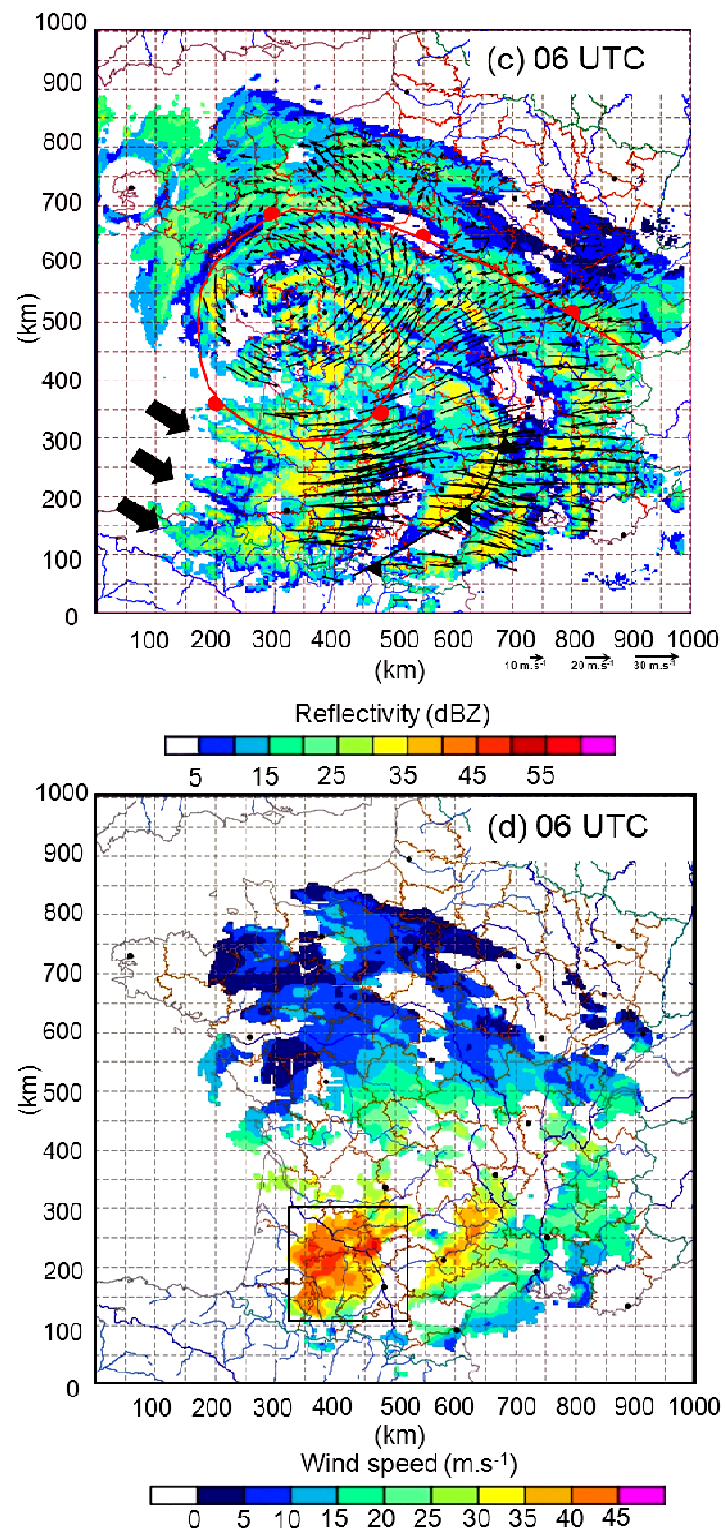 1000
(c) 06 UTC
900
800
700
600
500
(km)
400
300
200
100
0
100 200 300 400 500 600 700 800 900 1000
(km)
10 m.s-1 20 m.s-1 30 m.s-1
Reflectivity (dBZ)
5 15 25 35 45 55
1000
(d) 06 UTC
900
800
700
600
500
(km)
400
300
200
100
0
100 200 300 400 500 600 700 800 900 1000
(km)
Wind speed (m.s-1)
0 5 10 15 20 25 30 35 40 45